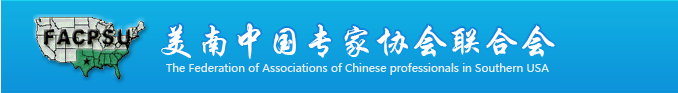 FACPSU
美南中国专家协会联合会
The Federation of Associations of Chinese professionals in Southern USA